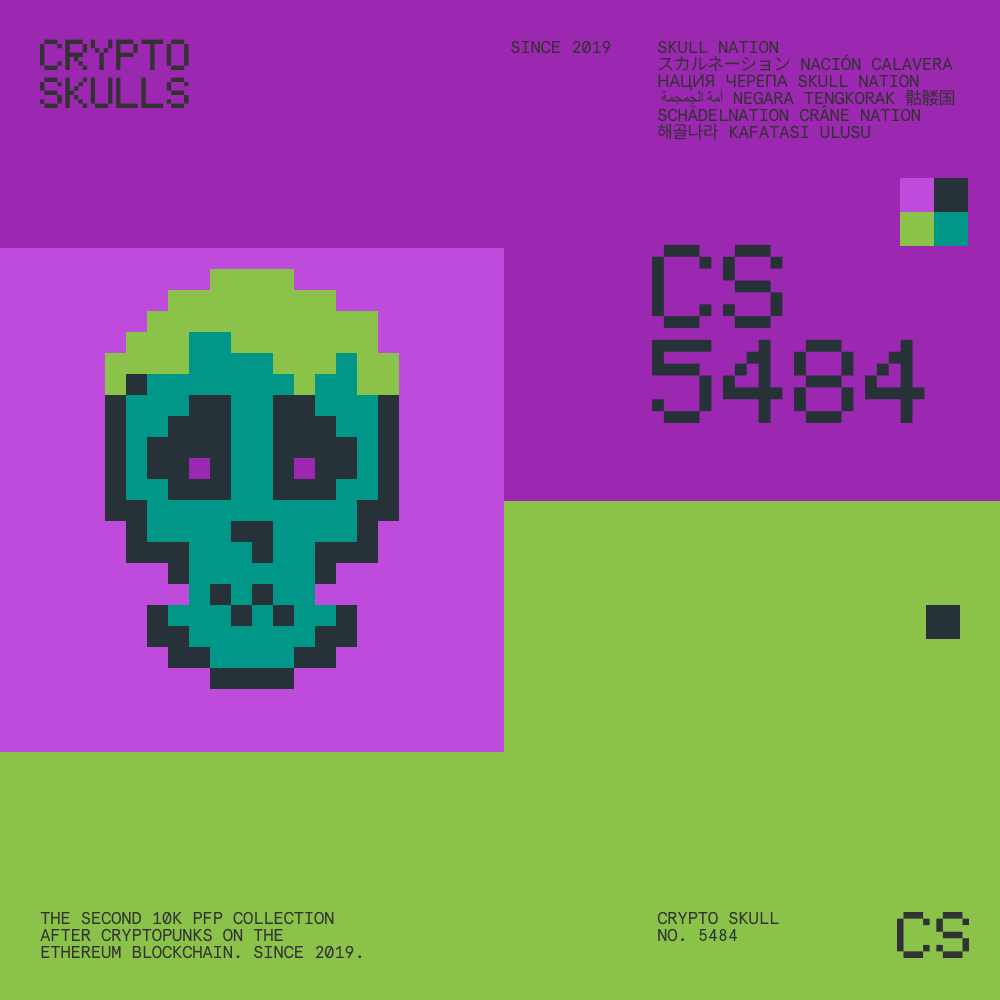 CRYPTO
SKULLS
SINCE 2019
SKULL NATION
スカルネーション NACIÓN CALAVERA
НАЦИЯ ЧЕРЕПА SKULL NATION
أمة الجمجمة NEGARA TENGKORAK 骷髅国
SCHÄDELNATION CRÂNE NATION
해골나라 KAFATASI ULUSU
CS
5484
THE SECOND 10K PFP COLLECTION
AFTER CRYPTOPUNKS ON THE
ETHEREUM BLOCKCHAIN. SINCE 2019.
CRYPTO SKULL
NO. 5484
CS